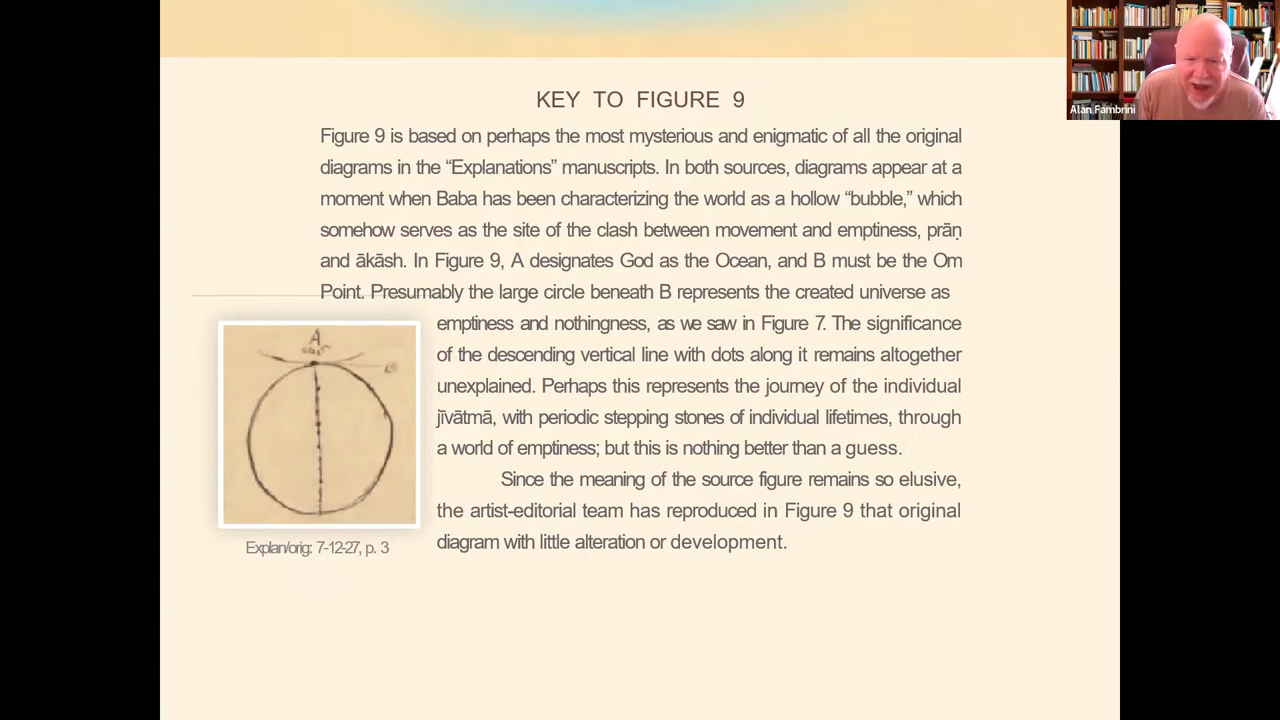 KEY TO FIGURE 9
Figure 9 is based on perhaps the most mysterious and enigmatic of all the original
diagrams in the “Explanations” manuscripts. In both sources, diagrams appear at a
moment when Baba has been characterizing the world as a hollow “bubble,” which
somehow serves as the site of the clash between movement and emptiness, prāṇ
and ākāsh. In Figure 9, A designates God as the Ocean, and B must be the Om
Point. Presumably the large circle beneath B represents the created universe as
emptiness and nothingness, as we saw in Figure 7. The significance
of the descending vertical line with dots along it remains altogether
unexplained. Perhaps this represents the journey of the individual
jīvātmā, with periodic stepping stones of individual lifetimes, through
a world of emptiness; but this is nothing better than a guess.
Since the meaning of the source figure remains so elusive,
the artist-editorial team has reproduced in Figure 9 that original
diagram with little alteration or development.
A
Explan/orig: 7-12-27, p. 3
Alan Fambrini